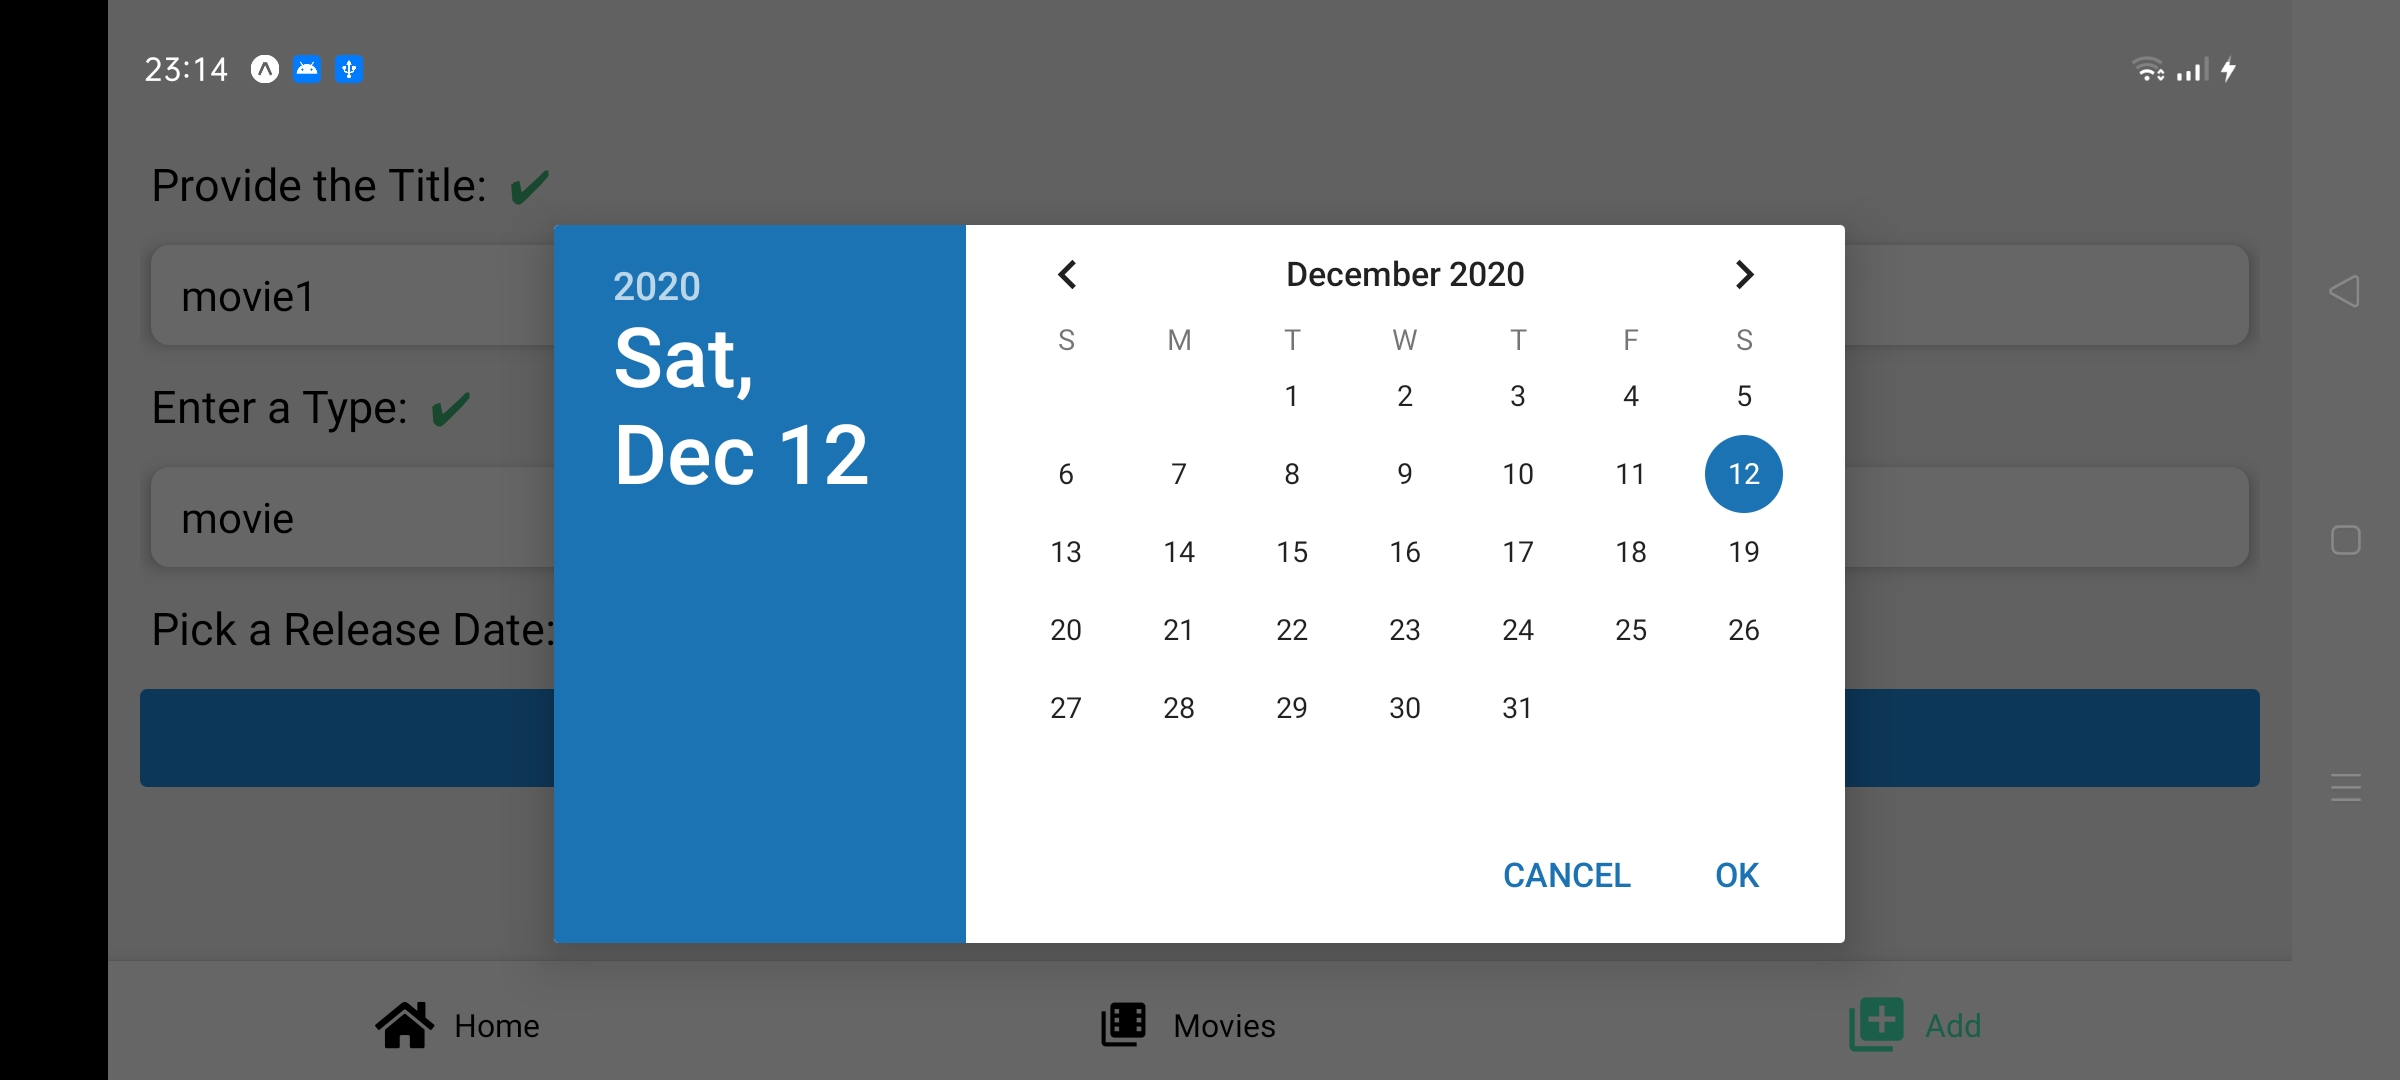 23:14
Provide the Title: ✔
movie1
Enter a Type: ✔
movie
Pick a Release Date:
2020
Sat,
Dec 12
December 2020
S M T W T F S
1 2 3 4 5
6 7 8 9 10 11 12
13 14 15 16 17 18 19
20 21 22 23 24 25 26
27 28 29 30 31
CANCEL OK
Home Movies Add